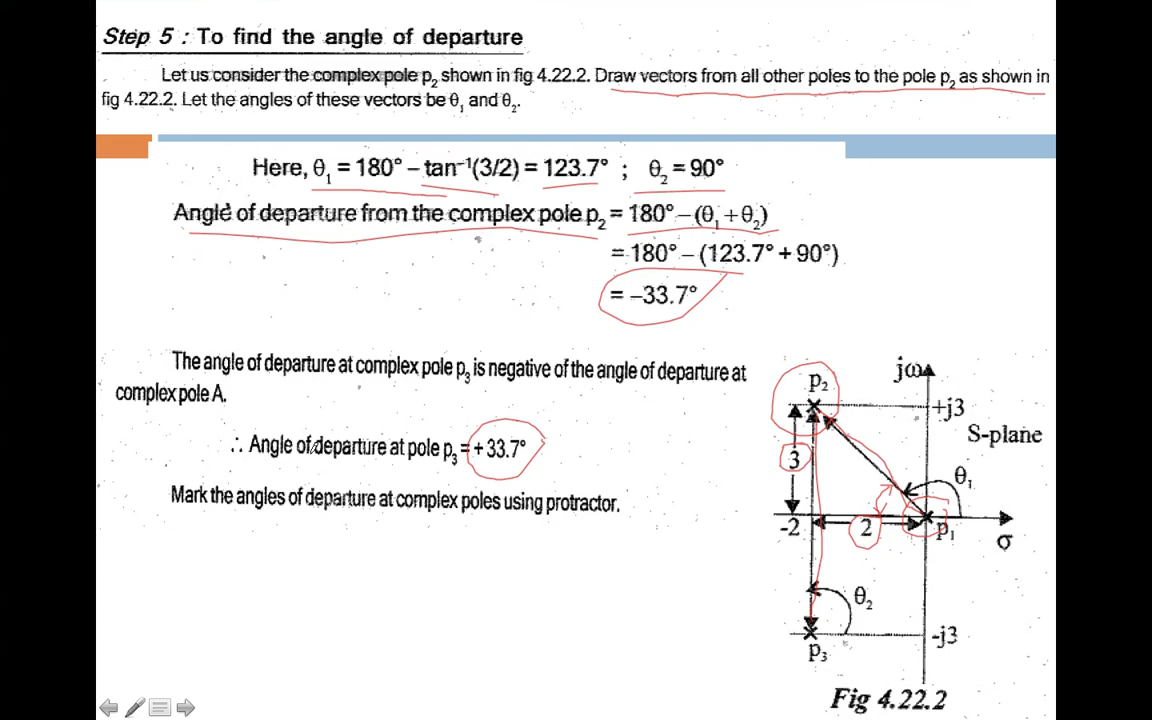 Step 5 : To find the angle of departure
Let us consider the complex pole p₂ shown in fig 4.22.2. Draw vectors from all other poles to the pole p₂ as shown in
fig 4.22.2. Let the angles of these vectors be θ₁ and θ₂.
Here, θ₁ = 180° – tan⁻¹(3/2) = 123.7° ; θ₂ = 90°
Angle of departure from the complex pole p₂ = 180° – (θ₁ + θ₂)
= 180° – (123.7° + 90°)
= –33.7°
The angle of departure at complex pole p₃ is negative of the angle of departure at
complex pole A.
∴ Angle of departure at pole p₃ = + 33.7°
Mark the angles of departure at complex poles using protractor.
jω
p₂
+j3
S-plane
3
θ₁
-2
2
p₁
σ
θ₂
-j3
p₃
Fig 4.22.2